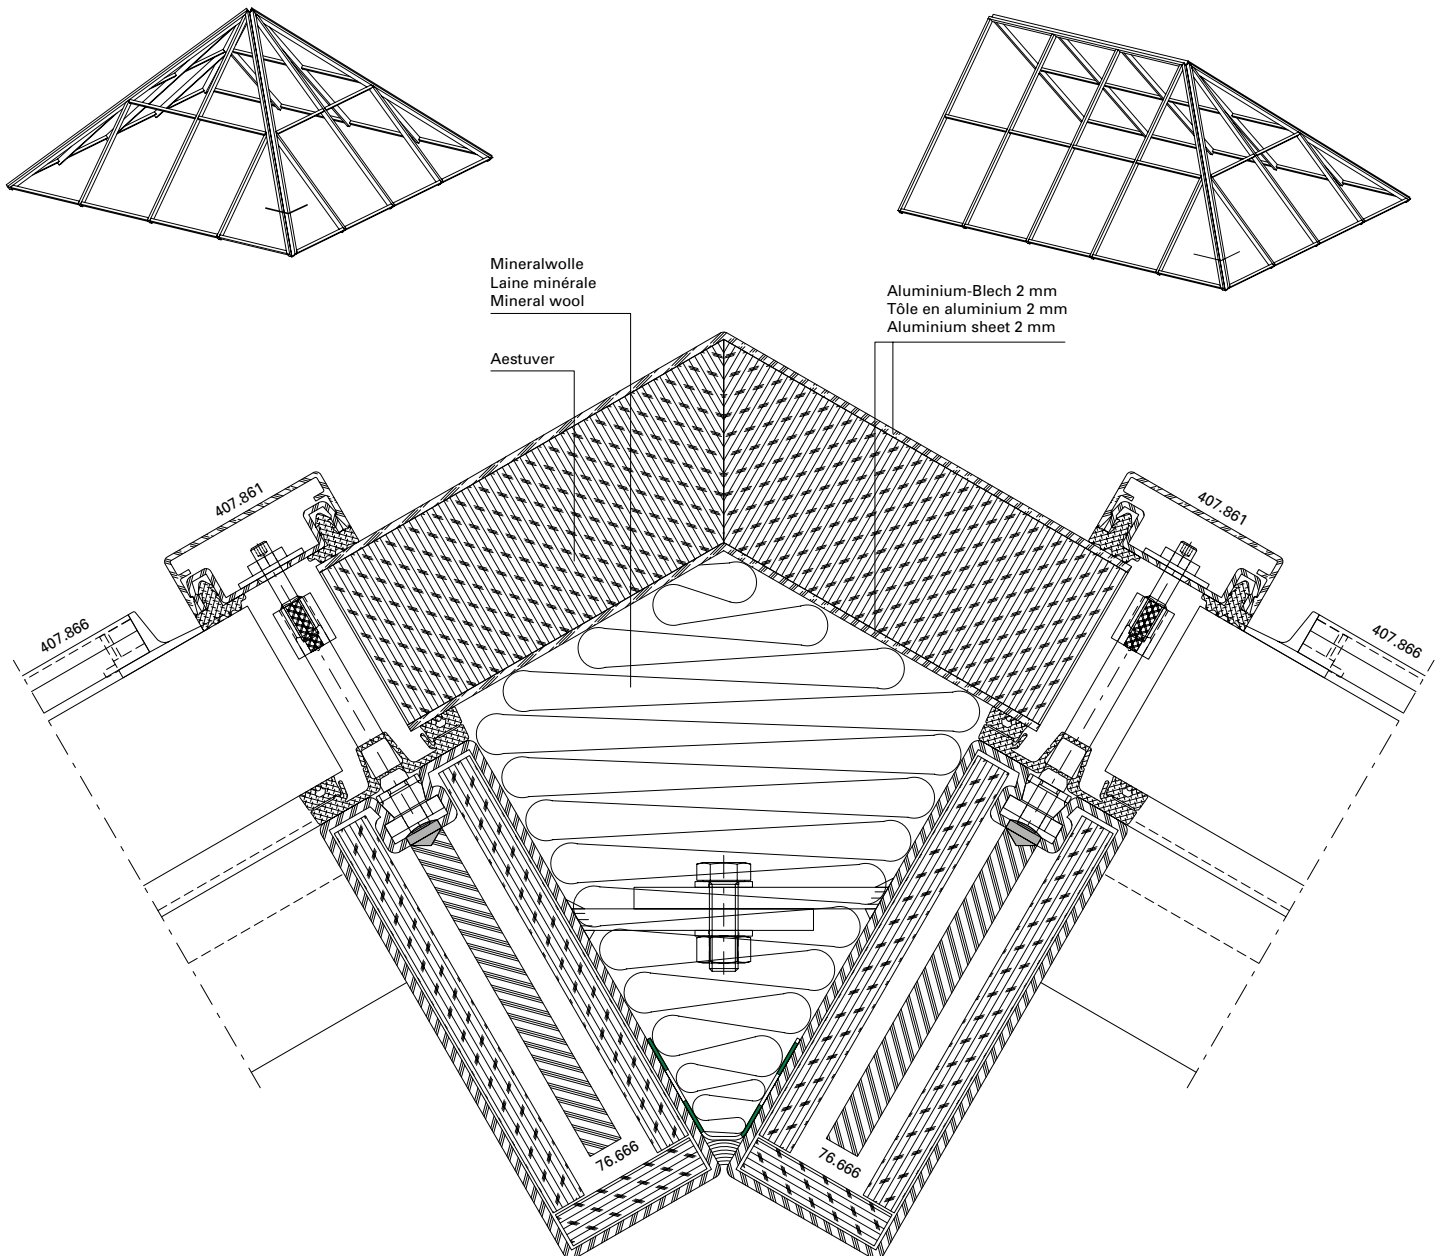 Mineralwolle
Laine minérale
Mineral wool
Aestuver
Aluminium-Blech 2 mm
Tôle en aluminium 2 mm
Aluminium sheet 2 mm
407.861
407.861
407.866
407.866
76.666
76.666